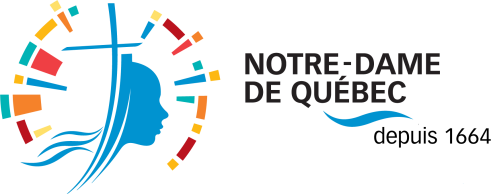 NOTRE-DAME
DE QUÉBEC
depuis 1664